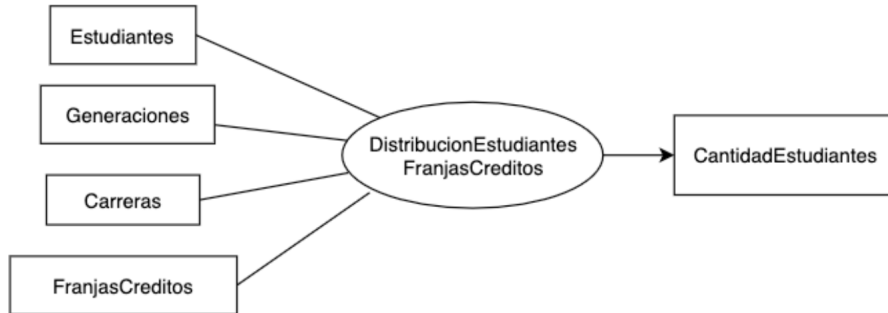 Estudiantes
Generaciones
Carreras
FranjasCreditos
DistribucionEstudiantes
FranjasCreditos
CantidadEstudiantes